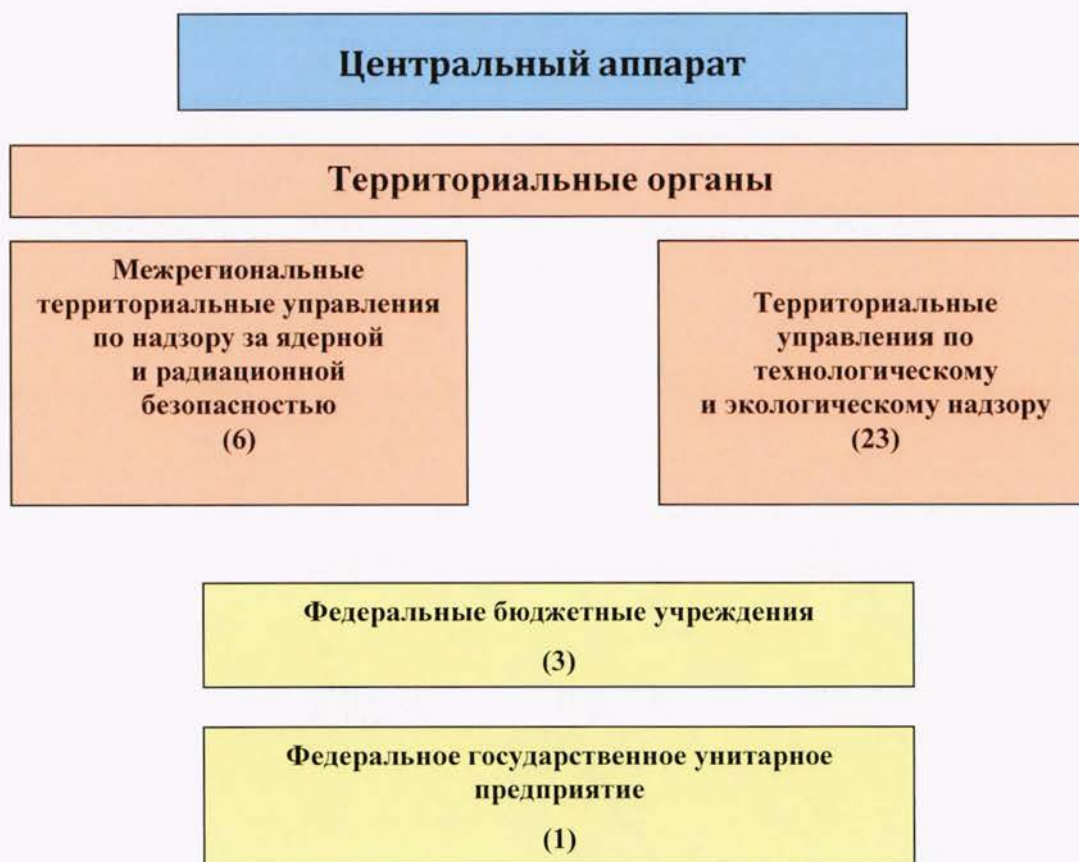 Центральный аппарат
Территориальные органы
Межрегиональные
территориальные управления
по надзору за ядерной
и радиационной
безопасностью
(6)
Территориальные
управления по
технологическому
и экологическому надзору
(23)
Федеральные бюджетные учреждения
(3)
Федеральное государственное унитарное
предприятие
(1)